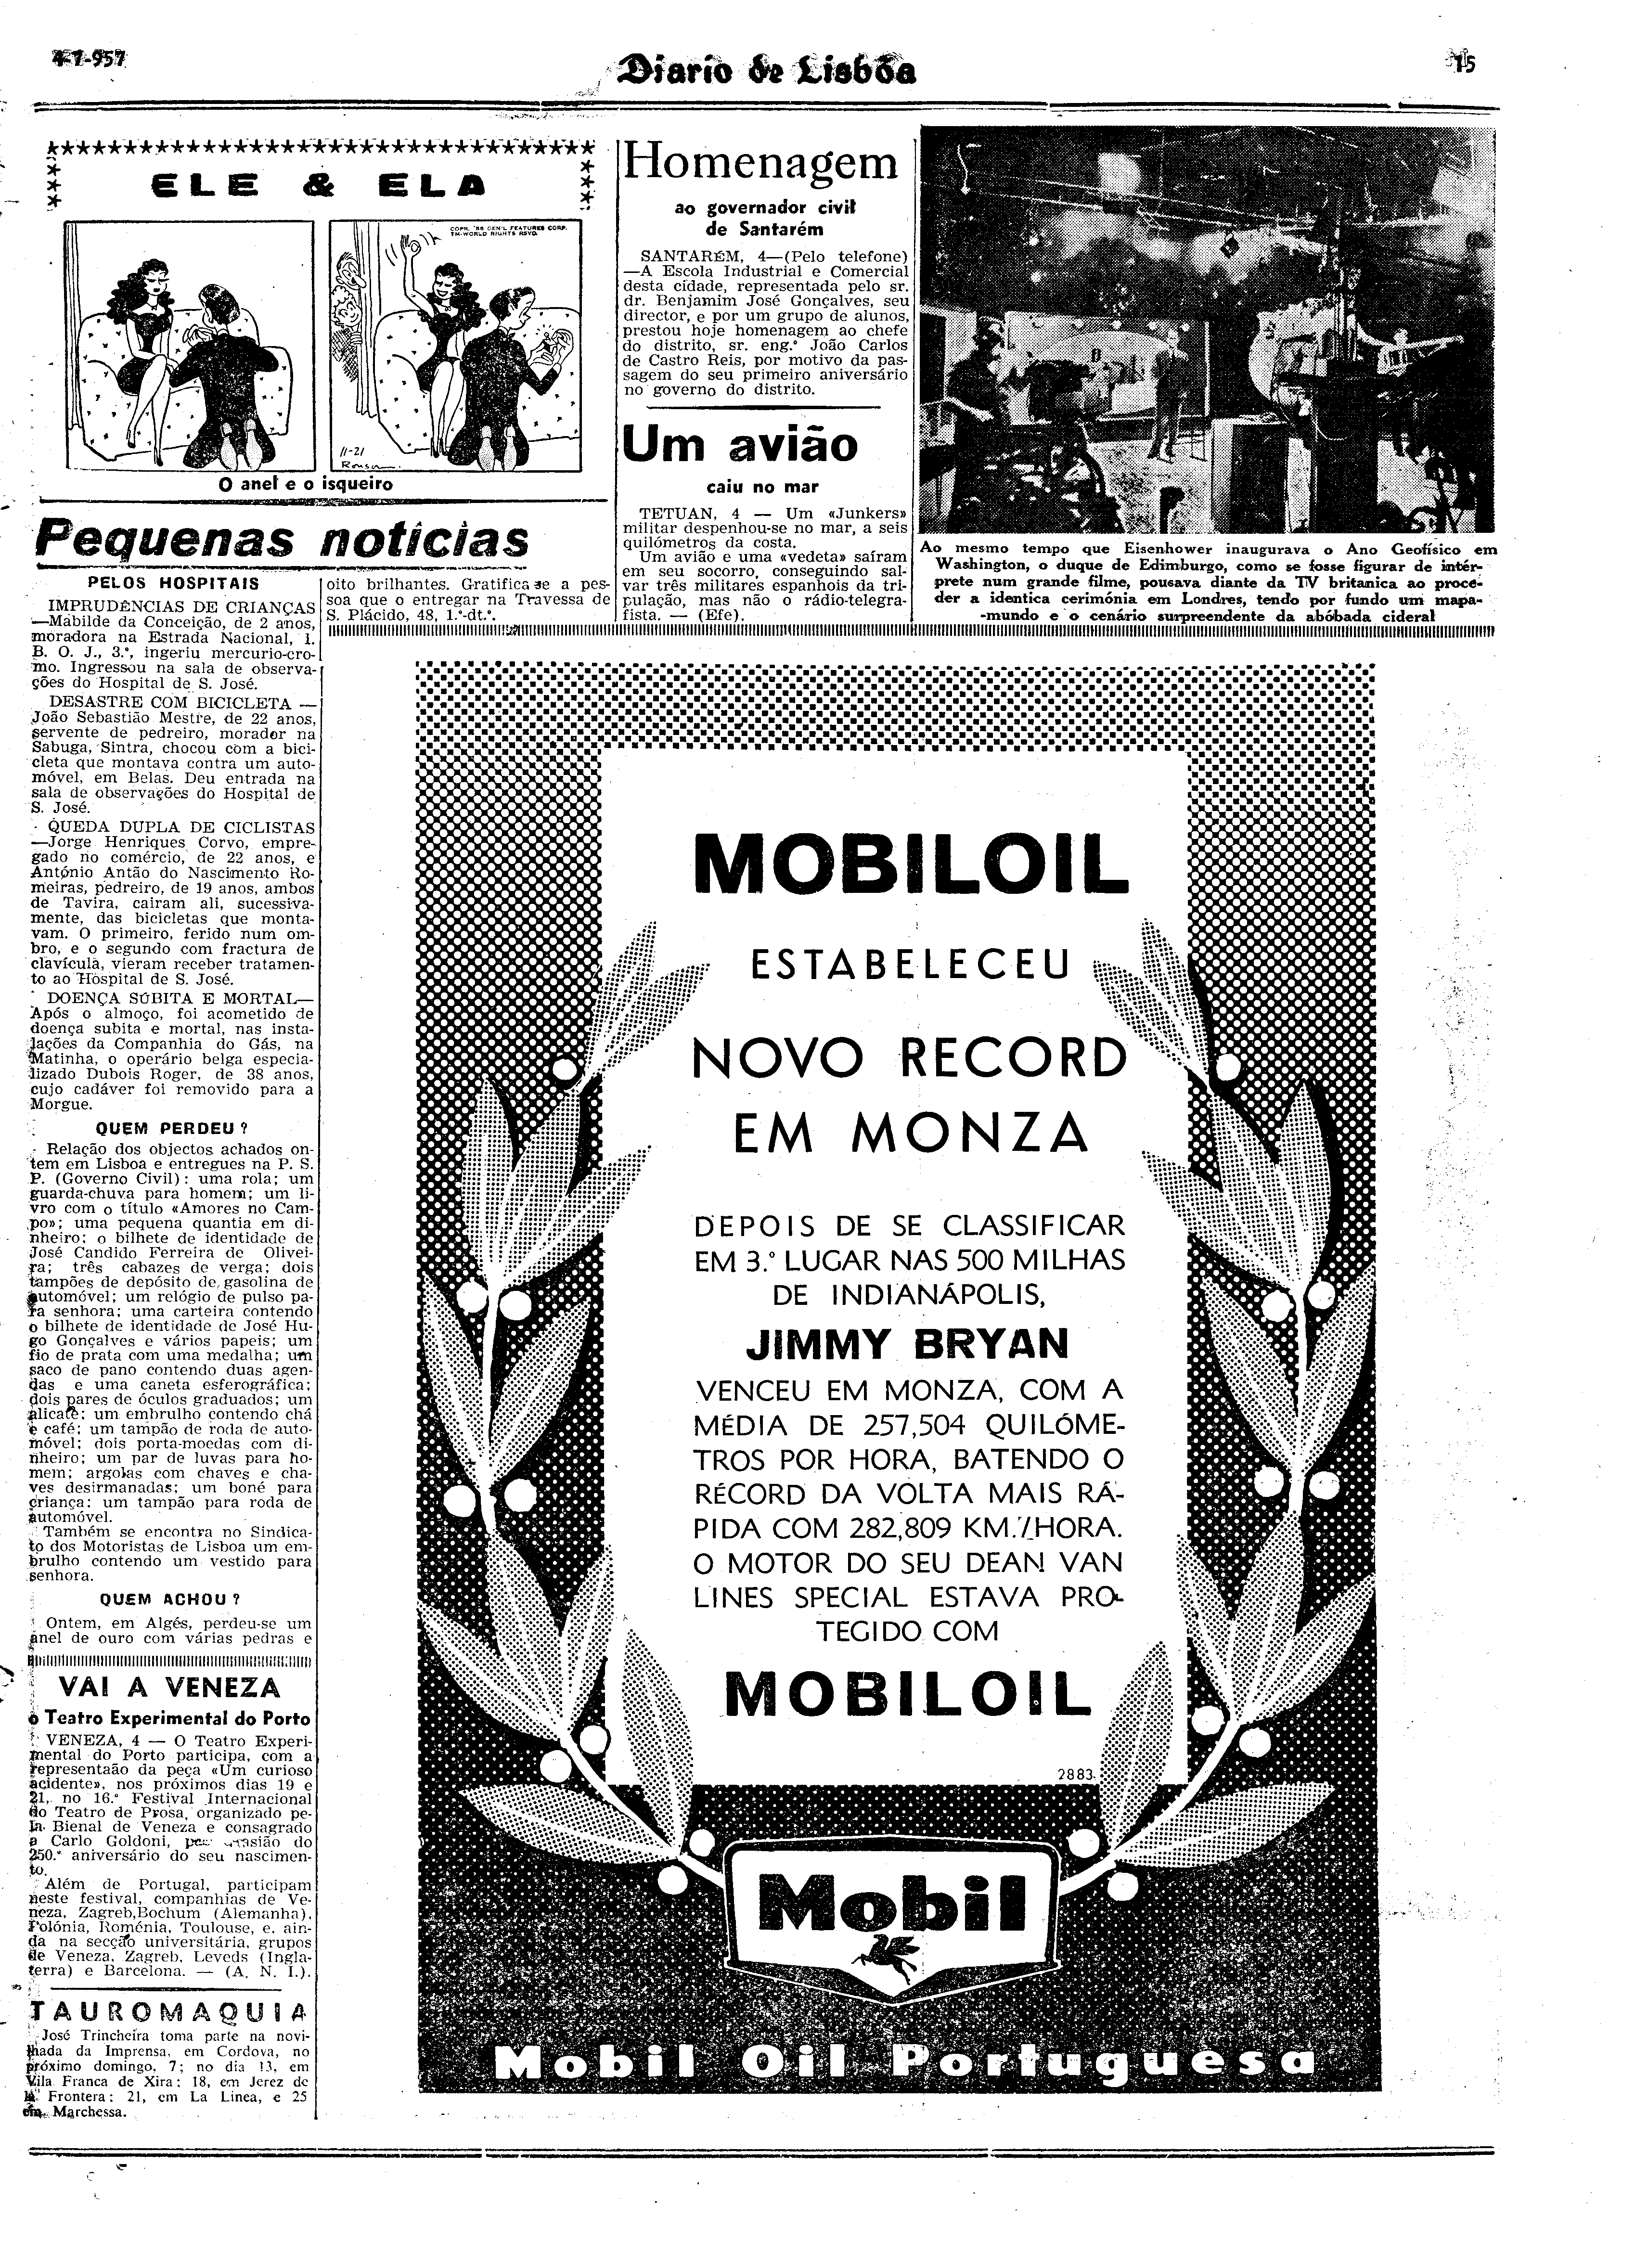 4-7-957
Diario de Lisbôa
15
ELE & ELA
COPR. '56 GEN'L FEATURES CORP.
TM-WORLD RIGHTS RSVD.
11-21
O anel e o isqueiro
Pequenas notícias
PELOS HOSPITAIS
IMPRUDÊNCIAS DE CRIANÇAS
—Mabilde da Conceição, de 2 anos,
moradora na Estrada Nacional, 1.
B. O. J., 3.º, ingeriu mercurio-cro-
mo. Ingressou na sala de observa-
ções do Hospital de S. José.
DESASTRE COM BICICLETA —
João Sebastião Mestre, de 22 anos,
servente de pedreiro, morador na
Sabuga, Sintra, chocou com a bici-
cleta que montava contra um auto-
móvel, em Belas. Deu entrada na
sala de observações do Hospital de
S. José.
QUEDA DUPLA DE CICLISTAS
—Jorge Henriques Corvo, empre-
gado no comércio, de 22 anos, e
António Antão do Nascimento Ro-
meiras, pedreiro, de 19 anos, ambos
de Tavira, cairam ali, sucessiva-
mente, das bicicletas que monta-
vam. O primeiro, ferido num om-
bro, e o segundo com fractura de
clavícula, vieram receber tratamen-
to ao Hospital de S. José.
DOENÇA SÚBITA E MORTAL—
Após o almoço, foi acometido de
doença subita e mortal, nas insta-
lações da Companhia do Gás, na
Matinha, o operário belga especia-
lizado Dubois Roger, de 38 anos,
cujo cadáver foi removido para a
Morgue.
QUEM PERDEU?
Relação dos objectos achados on-
tem em Lisboa e entregues na P. S.
P. (Governo Civil): uma rola; um
guarda-chuva para homem; um li-
vro com o título «Amores no Cam-
po»; uma pequena quantia em di-
nheiro; o bilhete de identidade de
José Candido Ferreira de Olivei-
ra; três cabazes de verga; dois
tampões de depósito de gasolina de
automóvel; um relógio de pulso pa-
ra senhora; uma carteira contendo
o bilhete de identidade de José Hu-
go Gonçalves e vários papeis; um
fio de prata com uma medalha; um
saco de pano contendo duas agen-
das e uma caneta esferográfica;
dois pares de óculos graduados; um
alicate; um embrulho contendo chá
e café; um tampão de roda de auto-
móvel; dois porta-moedas com di-
nheiro; um par de luvas para ho-
mem; argolas com chaves e cha-
ves desirmanadas; um boné para
criança; um tampão para roda de
automóvel.
Também se encontra no Sindica-
to dos Motoristas de Lisboa um em-
brulho contendo um vestido para
senhora.
QUEM ACHOU?
Ontem, em Algés, perdeu-se um
anel de ouro com várias pedras e
oito brilhantes. Gratifica-se a pes-
soa que o entregar na Travessa de
S. Plácido, 48, 1.º-dt.º.
VAI A VENEZA
o Teatro Experimental do Porto
VENEZA, 4 — O Teatro Experi-
mental do Porto participa, com a
representaão da peça «Um curioso
acidente», nos próximos dias 19 e
21, no 16.º Festival Internacional
do Teatro de Prosa, organizado pe-
la Bienal de Veneza e consagrado
a Carlo Goldoni, do
250.º aniversário do seu nascimen-
to.
Além de Portugal, participam
neste festival, companhias de Ve-
neza, Zagreb,Bochum (Alemanha),
Polónia, Roménia, Toulouse, e, ain-
da na secção universitária, grupos
de Veneza, Zagreb, Leveds (Ingla-
terra) e Barcelona. — (A. N. I.).
TAUROMAQUIA
José Trincheira toma parte na novi-
lhada da Imprensa, em Cordova, no
próximo domingo, 7; no dia 13, em
Vila Franca de Xira; 18, em Jerez de
la Frontera; 21, em La Linea, e 25
em Marchessa.
Homenagem
ao governador civil
de Santarém
SANTARÉM, 4—(Pelo telefone)
—A Escola Industrial e Comercial
desta cidade, representada pelo sr.
dr. Benjamim José Gonçalves, seu
director, e por um grupo de alunos,
prestou hoje homenagem ao chefe
do distrito, sr. eng.º João Carlos
de Castro Reis, por motivo da pas-
sagem do seu primeiro aniversário
no governo do distrito.
Um avião
caiu no mar
TETUAN, 4 — Um «Junkers»
militar despenhou-se no mar, a seis
quilómetros da costa.
Um avião e uma «vedeta» saíram
em seu socorro, conseguindo sal-
var três militares espanhois da tri-
pulação, mas não o rádio-telegra-
fista. — (Efe).
Ao mesmo tempo que Eisenhower inaugurava o Ano Geofísico em
Washington, o duque de Edimburgo, como se fosse figurar de intér-
prete num grande filme, pousava diante da TV britanica ao proce-
der a identica cerimónia em Londres, tendo por fundo um mapa-
-mundo e o cenário surpreendente da abóbada cideral
MOBILOIL
ESTABELECEU
NOVO RECORD
EM MONZA
DEPOIS DE SE CLASSIFICAR
EM 3.º LUGAR NAS 500 MILHAS
DE INDIANÁPOLIS,
JIMMY BRYAN
VENCEU EM MONZA, COM A
MÉDIA DE 257,504 QUILÓME-
TROS POR HORA, BATENDO O
RÉCORD DA VOLTA MAIS RÁ-
PIDA COM 282,809 KM./HORA.
O MOTOR DO SEU DEAN VAN
LINES SPECIAL ESTAVA PRO-
TEGIDO COM
MOBILOIL
2883
Mobil
Mobil Oil Portuguesa